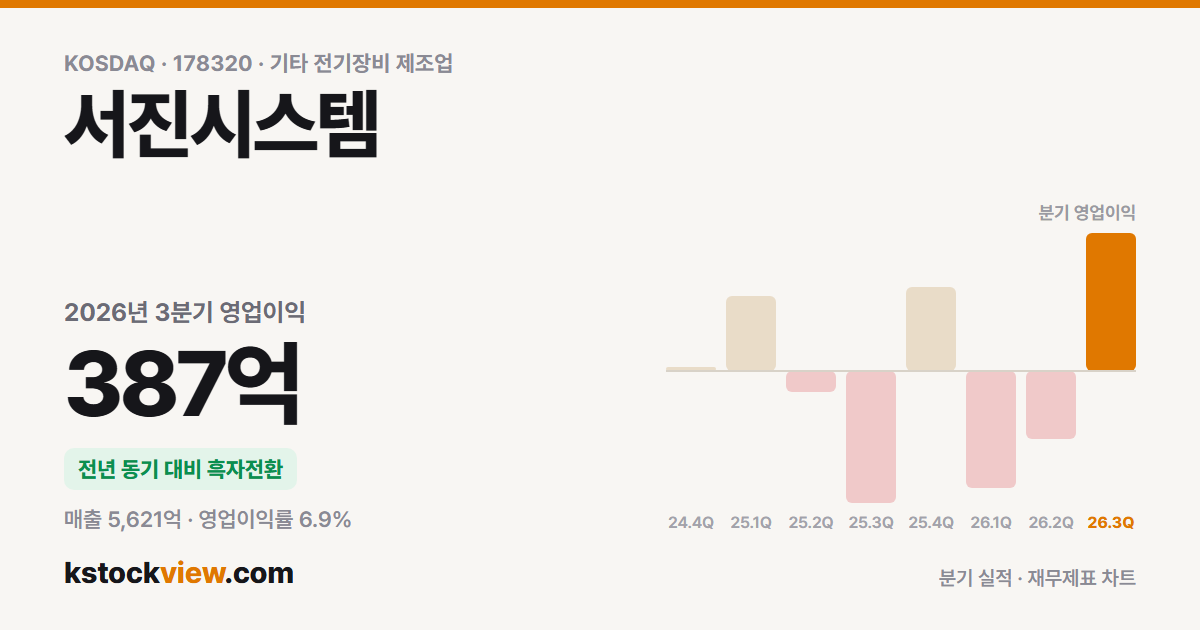 KOSDAQ · 178320 · 기타 전기장비 제조업
서진시스템
분기 영업이익
2026년 3분기 영업이익
387억
전년 동기 대비 흑자전환
매출 5,621억 · 영업이익률 6.9%
24.4Q 25.1Q 25.2Q 25.3Q 25.4Q 26.1Q 26.2Q 26.3Q
kstockview.com
분기 실적 · 재무제표 차트